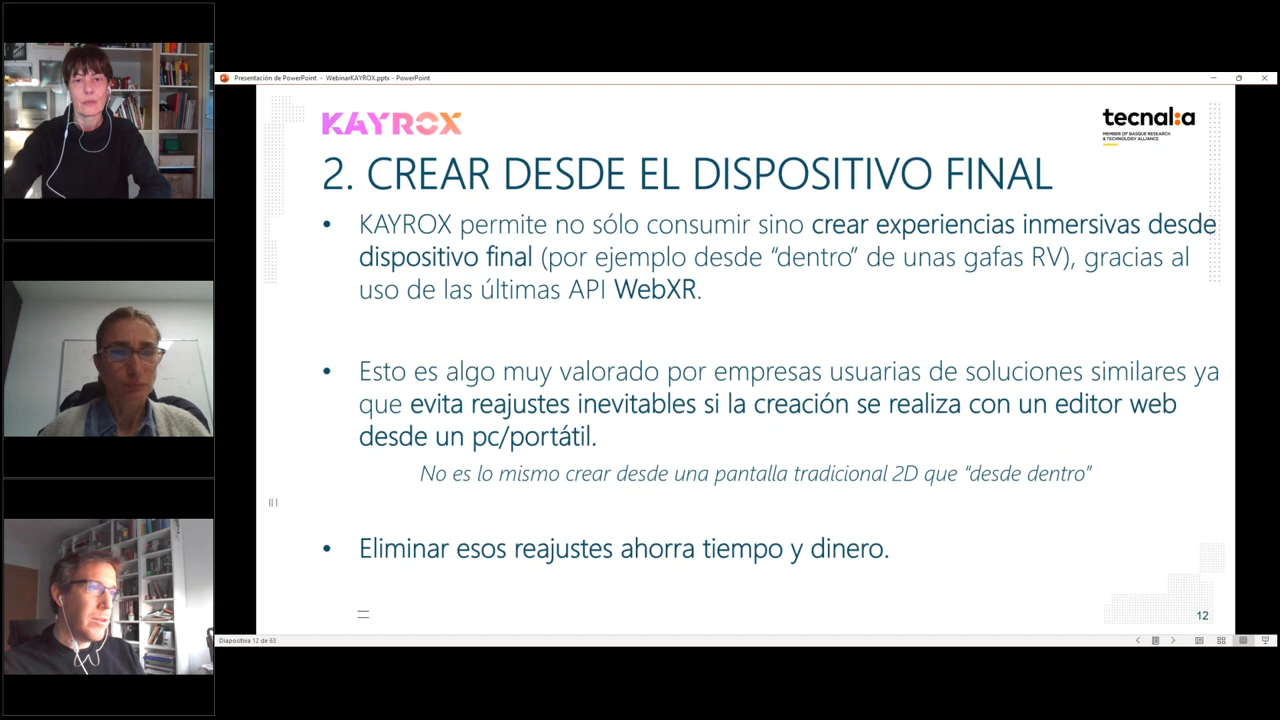 Presentación de PowerPoint - WebinarKAYROX.pptx - PowerPoint
KAYROX
tecnal:a
MEMBER OF BASQUE RESEARCH
& TECHNOLOGY ALLIANCE
2. CREAR DESDE EL DISPOSITIVO FINAL
• KAYROX permite no sólo consumir sino crear experiencias inmersivas desde
dispositivo final (por ejemplo desde “dentro” de unas gafas RV), gracias al
uso de las últimas API WebXR.
• Esto es algo muy valorado por empresas usuarias de soluciones similares ya
que evita reajustes inevitables si la creación se realiza con un editor web
desde un pc/portátil.
No es lo mismo crear desde una pantalla tradicional 2D que “desde dentro”
• Eliminar esos reajustes ahorra tiempo y dinero.
12
Diapositiva 12 de 63